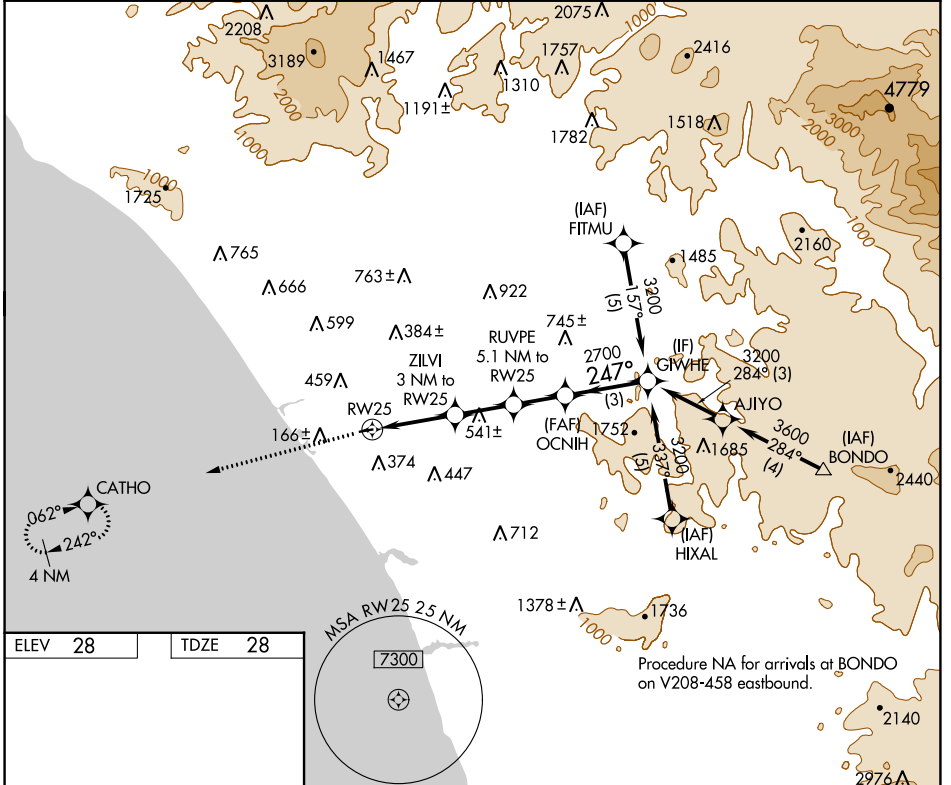 2208
3189
1467
2000
1000
1191±
1310
2075
1000
1757
2416
1782
1518
4779
3000
2000
1000
1000
1725
(IAF)
FITMU
2160
1485
765
763±
666
922
3200
157°
(5)
599
384±
745±
RUVPE
5.1 NM to
RW25
ZILVI
3 NM to
RW25
2700
247°
(3)
(IF)
GIWHE
3200
284° (3)
AJIYO
459
RW25
166±
541±
(FAF)
OCNIH
1752
3600
284°
(4)
(IAF)
BONDO
1685
3200
337°
(5)
2440
374
447
CATHO
062°
242°
4 NM
712
(IAF)
HIXAL
1378±
1736
1000
ELEV 28
TDZE 28
MSA RW25 25 NM
7300
Procedure NA for arrivals at BONDO
on V208-458 eastbound.
2140
2976